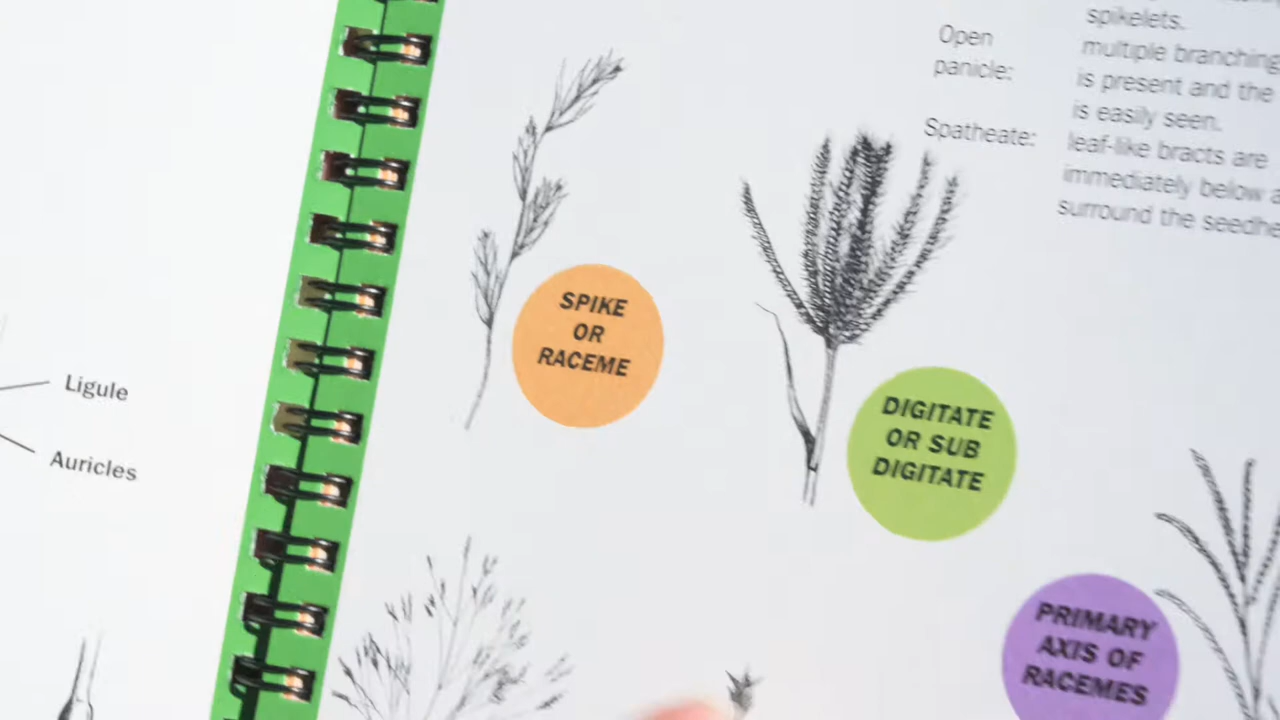 spikelets.
Open
panicle:
multiple branching
is present and the
is easily seen.
Spatheate:
leaf-like bracts are
immediately below
surround the
SPIKE
OR
RACEME
Ligule
Auricles
DIGITATE
OR SUB
DIGITATE
PRIMARY
AXIS OF
RACEMES